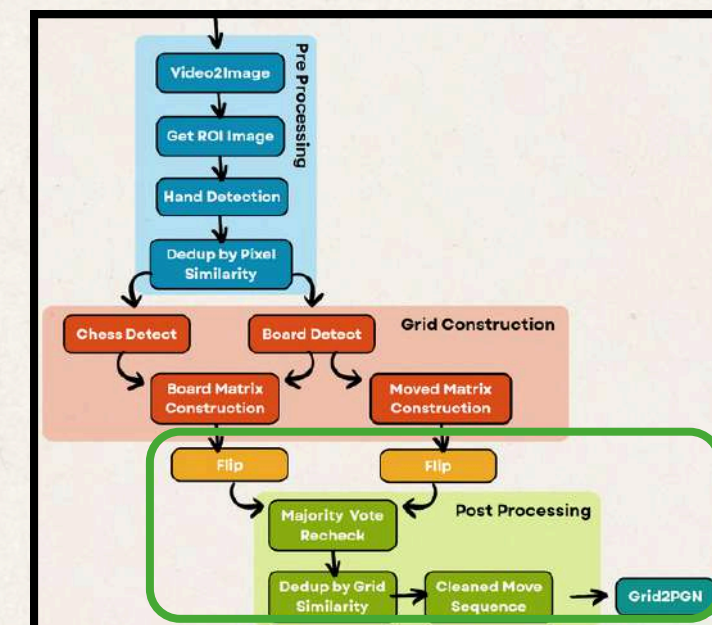 Pre Processing
Video2Image
Get ROI Image
Hand Detection
Dedup by Pixel
Similarity
Grid Construction
Chess Detect
Board Detect
Board Matrix
Construction
Moved Matrix
Construction
Flip
Flip
Post Processing
Majority Vote
Recheck
Dedup by Grid
Similarity
Cleaned Move
Sequence
Grid2PGN